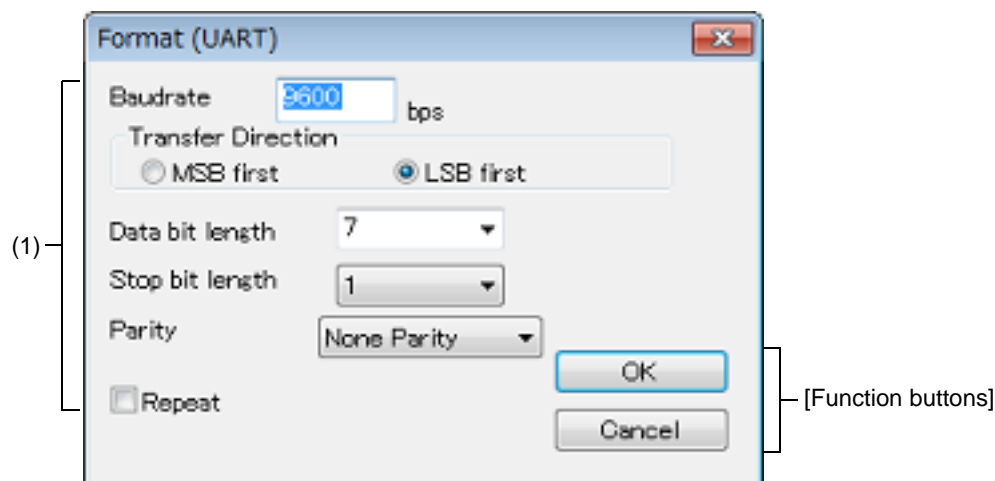 Format (UART)
Baudrate 9600 bps
Transfer Direction
MSB first LSB first
(1)
Data bit length 7
Stop bit length 1
Parity None Parity
OK
[Function buttons]
Repeat
Cancel